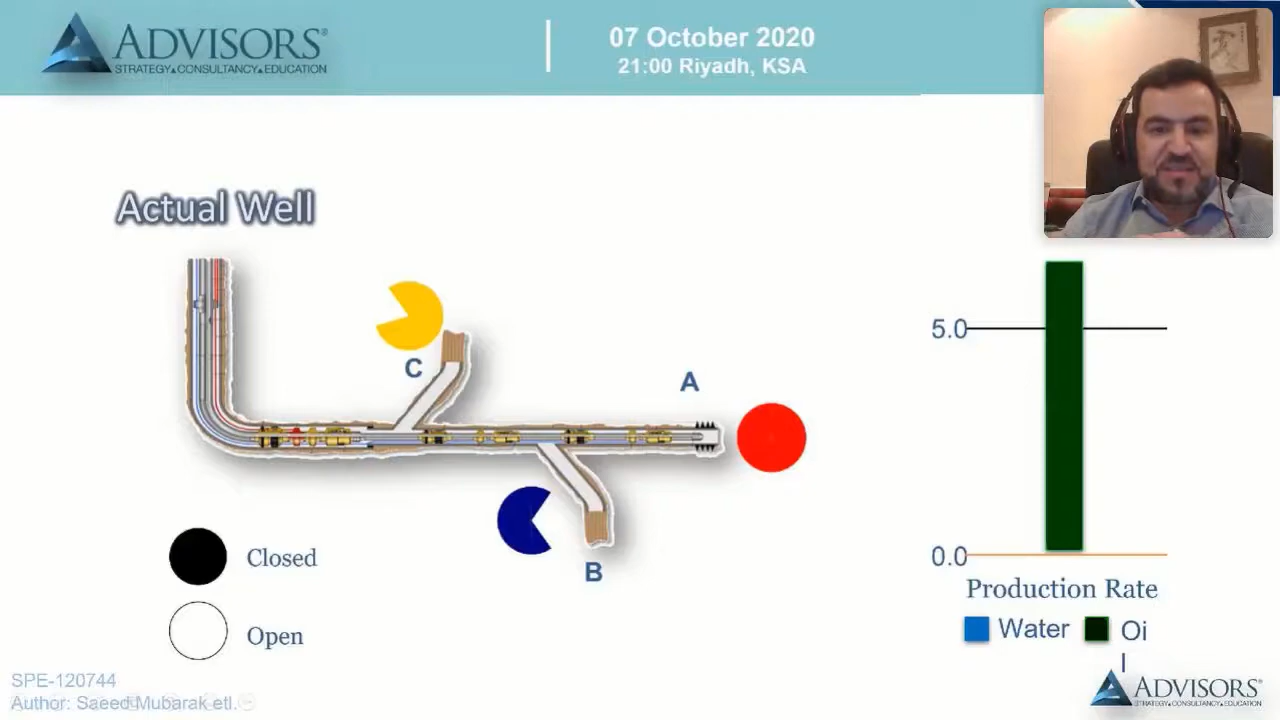 ADVISORS®
STRATEGY▲CONSULTANCY▲EDUCATION
07 October 2020
21:00 Riyadh, KSA
Actual Well
C
A
B
Closed
Open
5.0
0.0
Production Rate
Water
Oi
l
SPE-120744
Author: Saeed Mubarak etl.
ADVISORS®
STRATEGY▲CONSULTANCY▲EDUCATION